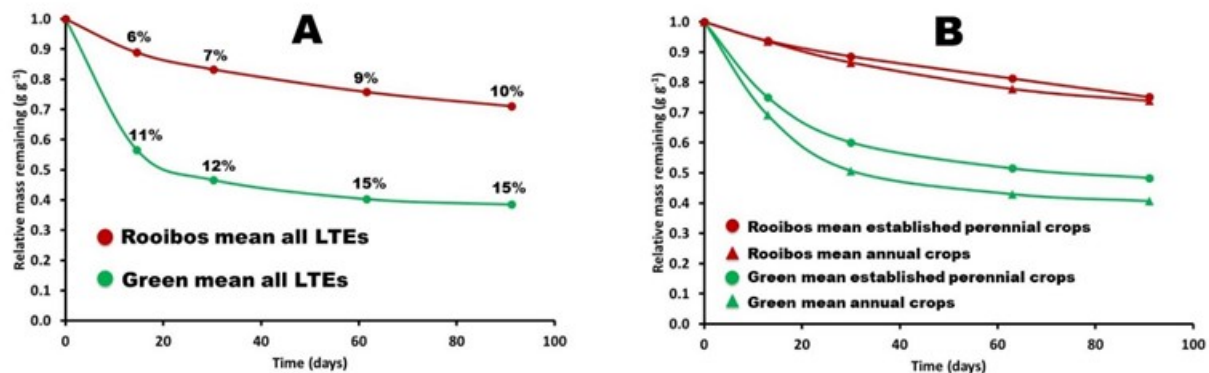 A
Relative mass remaining (g g⁻¹)
1.0
0.9
0.8
0.7
0.6
0.5
0.4
0.3
0.2
0.1
0.0
6%
7%
9%
10%
11%
12%
15%
15%
Rooibos mean all LTEs
Green mean all LTEs
0 20 40 60 80 100
Time (days)
B
Relative mass remaining (g g⁻¹)
1.0
0.9
0.8
0.7
0.6
0.5
0.4
0.3
0.2
0.1
0.0
Rooibos mean established perennial crops
Rooibos mean annual crops
Green mean established perennial crops
Green mean annual crops
0 20 40 60 80 100
Time (days)